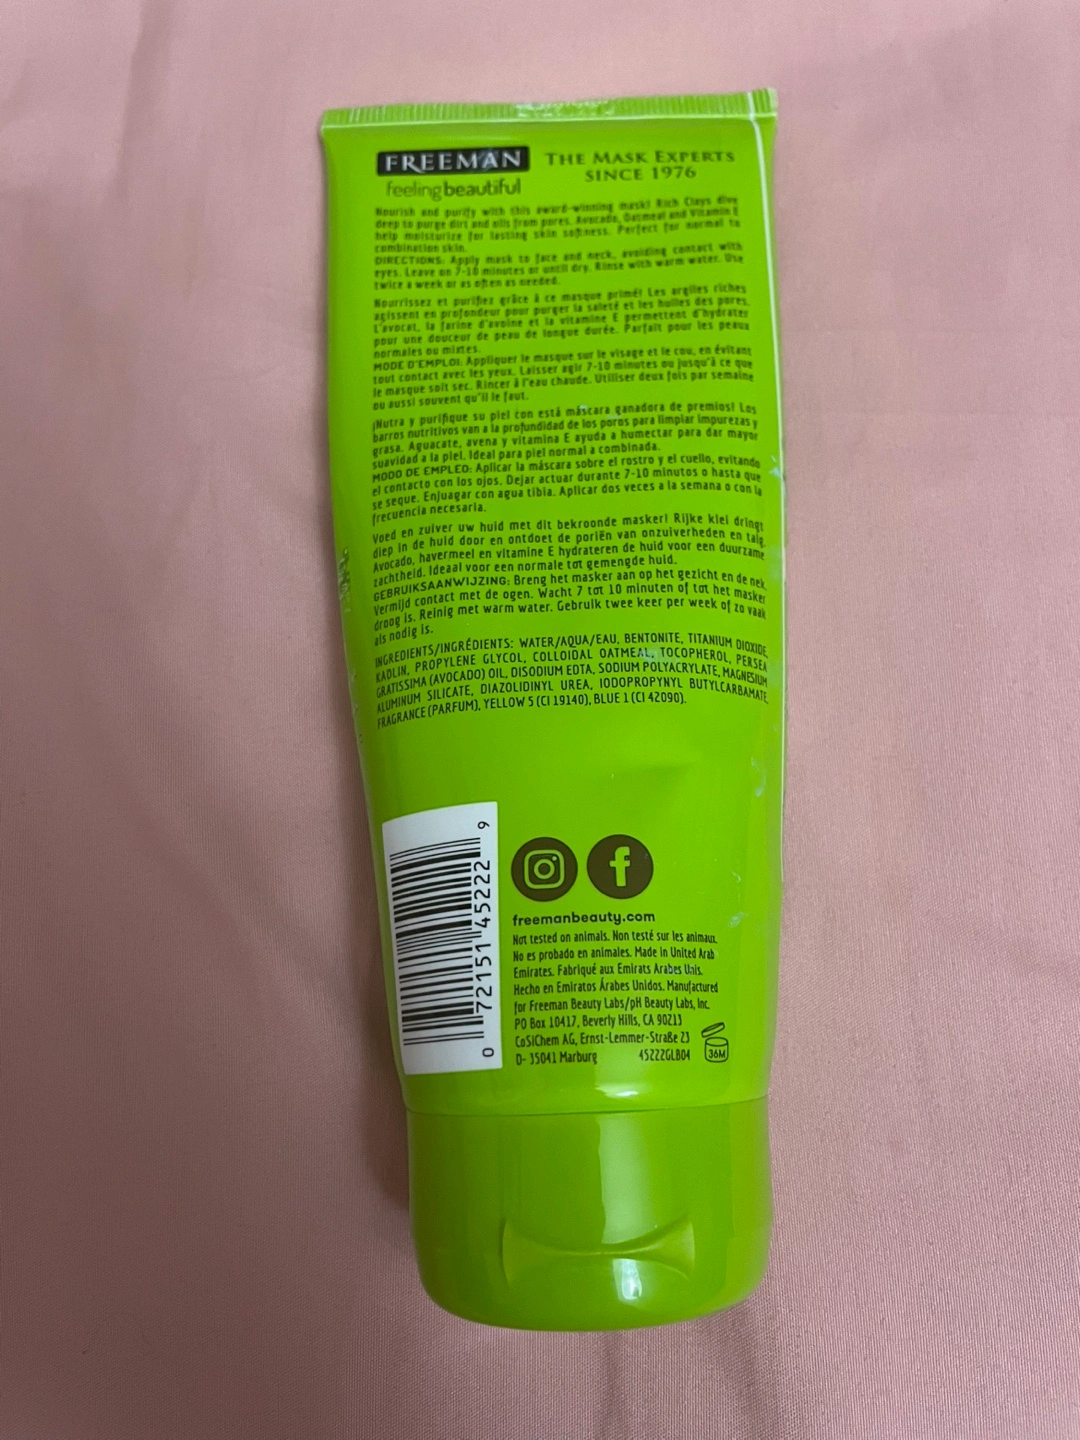 FREEMAN
feelingbeautiful
THE MASK EXPERTS
SINCE 1976
Nourish and purify with this award-winning mask! Rich Clays dive
deep to purge dirt and oils from pores. Avocado, Oatmeal and Vitamin E
help moisturize for lasting skin softness. Perfect for normal to
combination skin.
DIRECTIONS: Apply mask to face and neck, avoiding contact with
eyes. Leave on 7-10 minutes or until dry. Rinse with warm water. Use
twice a week or as often as needed.
Nourrissez et purifiez grâce à ce masque primé! Les argiles riches
agissent en profondeur pour purger la saleté et les huiles des pores.
L'avocat, la farine d'avoine et la vitamine E permettent d'hydrater
pour une douceur de peau de longue durée. Parfait pour les peaux
normales ou mixtes.
MODE D'EMPLOI: Appliquer le masque sur le visage et le cou, en évitant
tout contact avec les yeux. Laisser agir 7-10 minutes ou jusqu'à ce que
le masque soit sec. Rincer à l'eau chaude. Utiliser deux fois par semaine
ou aussi souvent qu'il le faut.
¡Nutra y purifique su piel con está máscara ganadora de premios! Los
barros nutritivos van a la profundidad de los poros para limpiar impurezas y
grasa. Aguacate, avena y vitamina E ayuda a humectar para dar mayor
suavidad a la piel. Ideal para piel normal a combinada.
MODO DE EMPLEO: Aplicar la máscara sobre el rostro y el cuello, evitando
el contacto con los ojos. Dejar actuar durante 7-10 minutos o hasta que
se seque. Enjuagar con agua tibia. Aplicar dos veces a la semana o con la
frecuencia necesaria.
Voed en zuiver uw huid met dit bekroonde masker! Rijke klei dringt
diep in de huid door en ontdoet de poriën van onzuiverheden en talg.
Avocado, havermeel en vitamine E hydrateren de huid voor een duurzame
zachtheid. Ideaal voor een normale tot gemengde huid.
GEBRUIKSAANWIJZING: Breng het masker aan op het gezicht en de nek.
Vermijd contact met de ogen. Wacht 7 tot 10 minuten of tot het masker
droog is. Reinig met warm water. Gebruik twee keer per week of zo vaak
als nodig is.
INGREDIENTS/INGRÉDIENTS: WATER/AQUA/EAU, BENTONITE, TITANIUM DIOXIDE,
KAOLIN, PROPYLENE GLYCOL, COLLOIDAL OATMEAL, TOCOPHEROL, PERSEA
GRATISSIMA (AVOCADO) OIL, DISODIUM EDTA, SODIUM POLYACRYLATE, MAGNESIUM
ALUMINUM SILICATE, DIAZOLIDINYL UREA, IODOPROPYNYL BUTYLCARBAMATE,
FRAGRANCE (PARFUM), YELLOW 5 (CI 19140), BLUE 1 (CI 42090).
0 72151 45222 9
freemanbeauty.com
Not tested on animals. Non testé sur les animaux.
No es probado en animales. Made in United Arab
Emirates. Fabriqué aux Emirats Arabes Unis.
Hecho en Emiratos Árabes Unidos. Manufactured
for Freeman Beauty Labs/pH Beauty Labs, Inc.
PO Box 10417, Beverly Hills, CA 90213
CoSiChem AG, Ernst-Lemmer-Straße 23
D- 35041 Marburg 45222GLB04
36M